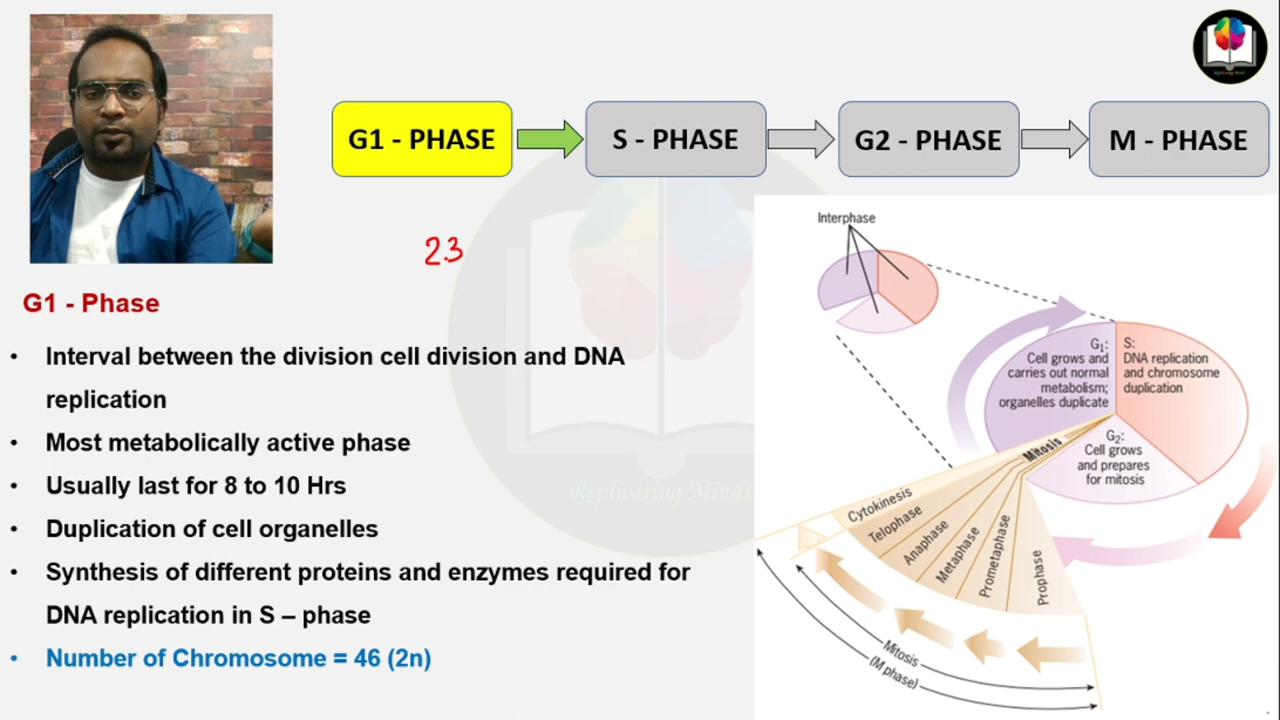 G1 - PHASE
S - PHASE
G2 - PHASE
M - PHASE
23
G1 - Phase
• Interval between the division cell division and DNA
replication
• Most metabolically active phase
• Usually last for 8 to 10 Hrs
• Duplication of cell organelles
• Synthesis of different proteins and enzymes required for
DNA replication in S – phase
• Number of Chromosome = 46 (2n)
Replicating Minds
Interphase
G1:
Cell grows and
carries out normal
metabolism;
organelles duplicate
S:
DNA replication
and chromosome
duplication
G2:
Cell grows
and prepares
for mitosis
Mitosis
Cytokinesis
Telophase
Anaphase
Metaphase
Prometaphase
Prophase
Mitosis
(M phase)
Replicating Minds